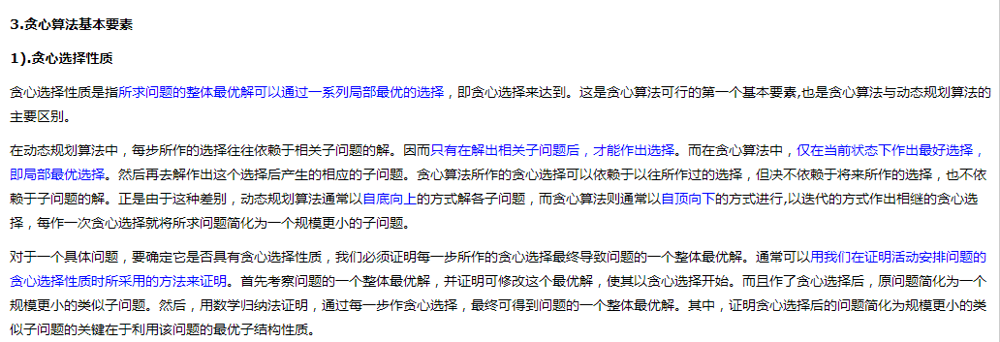 3.贪心算法基本要素
1).贪心选择性质
贪心选择性质是指所求问题的整体最优解可以通过一系列局部最优的选择，即贪心选择来达到。这是贪心算法可行的第一个基本要素,也是贪心算法与动态规划算法的
主要区别。
在动态规划算法中，每步所作的选择往往依赖于相关子问题的解。因而只有在解出相关子问题后，才能作出选择。而在贪心算法中，仅在当前状态下作出最好选择，
即局部最优选择。然后再去解作出这个选择后产生的相应的子问题。贪心算法所作的贪心选择可以依赖于以往所作过的选择，但决不依赖于将来所作的选择，也不依
赖于子问题的解。正是由于这种差别，动态规划算法通常以自底向上的方式解各子问题，而贪心算法则通常以自顶向下的方式进行,以迭代的方式作出相继的贪心选
择，每作一次贪心选择就将所求问题简化为一个规模更小的子问题。
对于一个具体问题，要确定它是否具有贪心选择性质，我们必须证明每一步所作的贪心选择最终导致问题的一个整体最优解。通常可以用我们在证明活动安排问题的
贪心选择性质时所采用的方法来证明。首先考察问题的一个整体最优解，并证明可修改这个最优解，使其以贪心选择开始。而且作了贪心选择后，原问题简化为一个
规模更小的类似子问题。然后，用数学归纳法证明，通过每一步作贪心选择，最终可得到问题的一个整体最优解。其中，证明贪心选择后的问题简化为规模更小的类
似子问题的关键在于利用该问题的最优子结构性质。